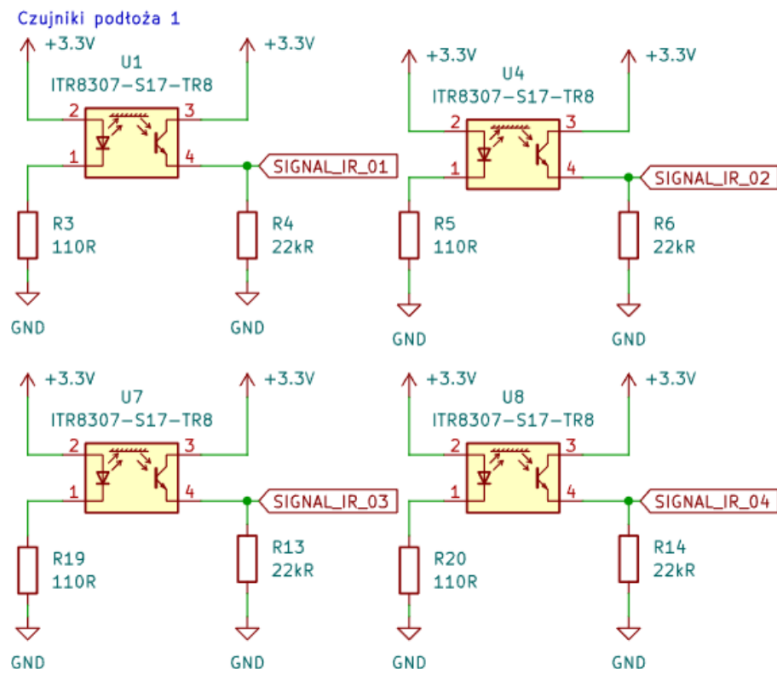 Czujniki podłoża 1
+3.3V
+3.3V
U1
ITR8307-S17-TR8
2
3
1
4
SIGNAL_IR_01
R3
110R
R4
22kR
GND
GND
+3.3V
+3.3V
U4
ITR8307-S17-TR8
2
3
1
4
SIGNAL_IR_02
R5
110R
R6
22kR
GND
GND
+3.3V
+3.3V
U7
ITR8307-S17-TR8
2
3
1
4
SIGNAL_IR_03
R19
110R
R13
22kR
GND
GND
+3.3V
+3.3V
U8
ITR8307-S17-TR8
2
3
1
4
SIGNAL_IR_04
R20
110R
R14
22kR
GND
GND